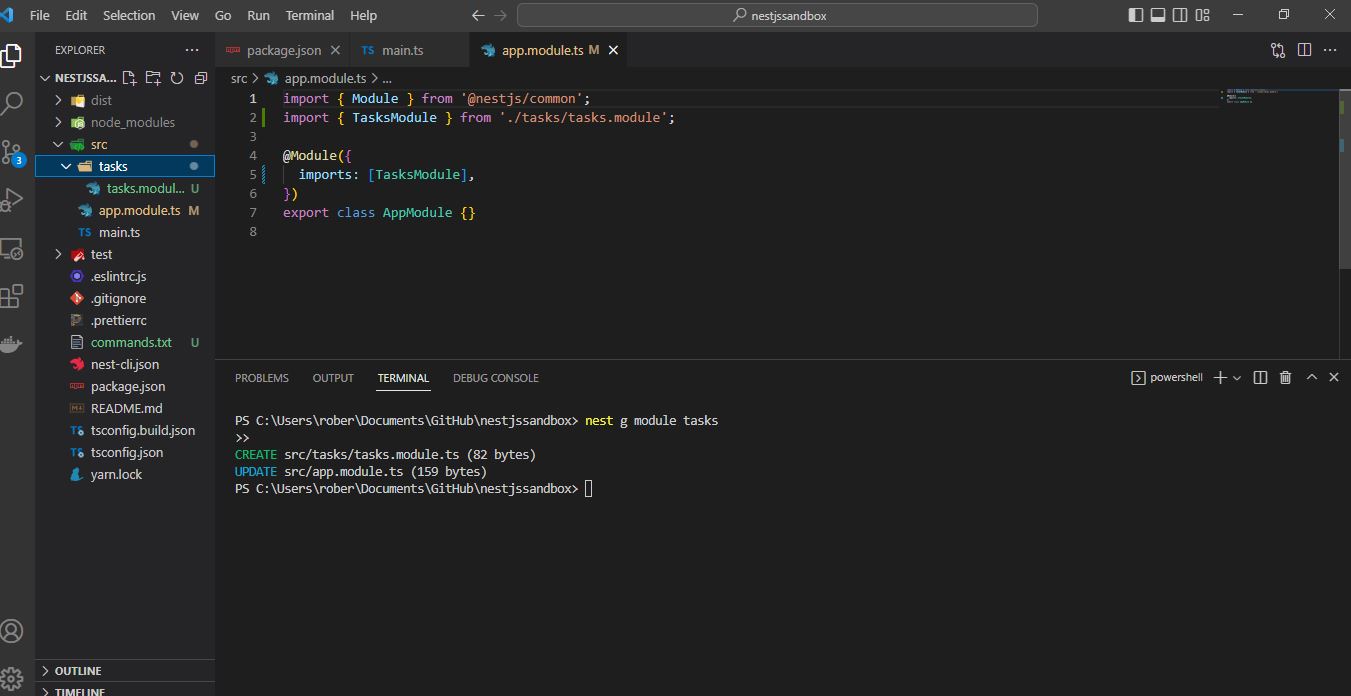 File Edit Selection View Go Run Terminal Help nestjssandbox
EXPLORER ...
package.json
TS main.ts
app.module.ts M
NESTJSSA...
dist
node_modules
src
tasks
tasks.modul... U
app.module.ts M
TS main.ts
test
.eslintrc.js
.gitignore
.prettierrc
commands.txt U
nest-cli.json
package.json
README.md
TS tsconfig.build.json
TS tsconfig.json
yarn.lock
3
OUTLINE
TIMELINE
src > app.module.ts > ...
1 import { Module } from '@nestjs/common';
2 import { TasksModule } from './tasks/tasks.module';
3
4 @Module({
5 imports: [TasksModule],
6 })
7 export class AppModule {}
8
PROBLEMS OUTPUT TERMINAL DEBUG CONSOLE powershell
PS C:\Users\rober\Documents\GitHub\nestjssandbox> nest g module tasks
>>
CREATE src/tasks/tasks.module.ts (82 bytes)
UPDATE src/app.module.ts (159 bytes)
PS C:\Users\rober\Documents\GitHub\nestjssandbox>